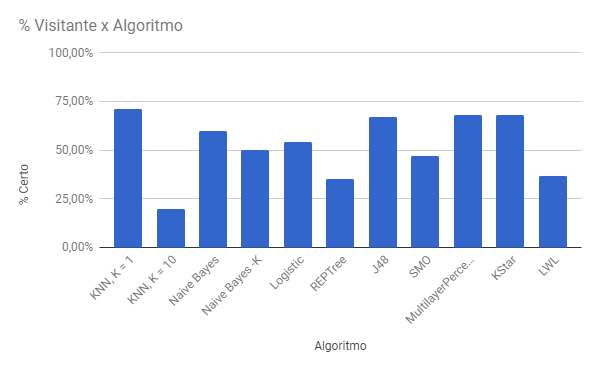 % Visitante x Algoritmo
100,00%
75,00%
50,00%
25,00%
0,00%
% Certo
KNN, K = 1
KNN, K = 10
Naive Bayes
Naive Bayes -K
Logistic
REPTree
J48
SMO
MultilayerPerce...
KStar
LWL
Algoritmo